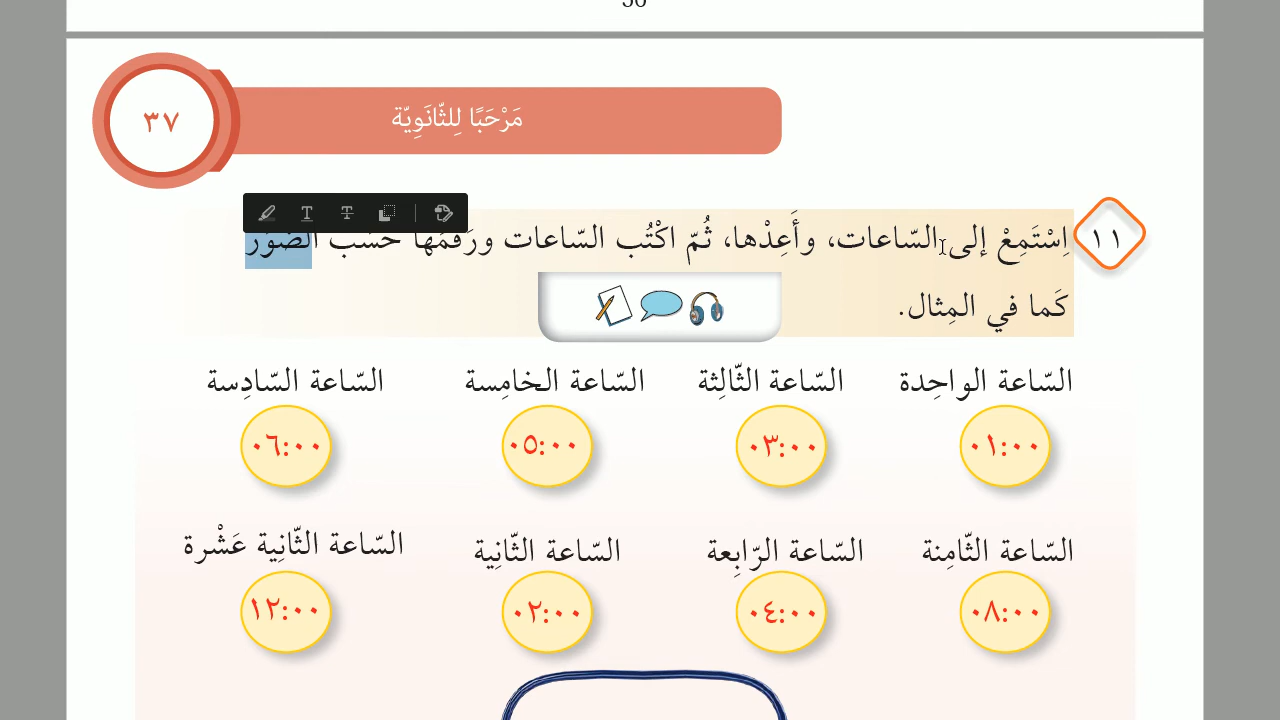 مَرْحَبًا لِلثّانَوِيّة
٣٧
١١
اِسْتَمِعْ إلى السّاعات، وأَعِدْها، ثُمّ اكْتُب السّاعات ورَقِّمْها حَسَب الصّوَر
كَما في المِثال.
السّاعة الواحِدة السّاعة الثّالِثة السّاعة الخامِسة السّاعة السّادِسة
٠١:٠٠ ٠٣:٠٠ ٠٥:٠٠ ٠٦:٠٠
السّاعة الثّامِنة السّاعة الرّابِعة السّاعة الثّانِية السّاعة الثّانِية عَشْرة
٠٨:٠٠ ٠٤:٠٠ ٠٢:٠٠ ١٢:٠٠